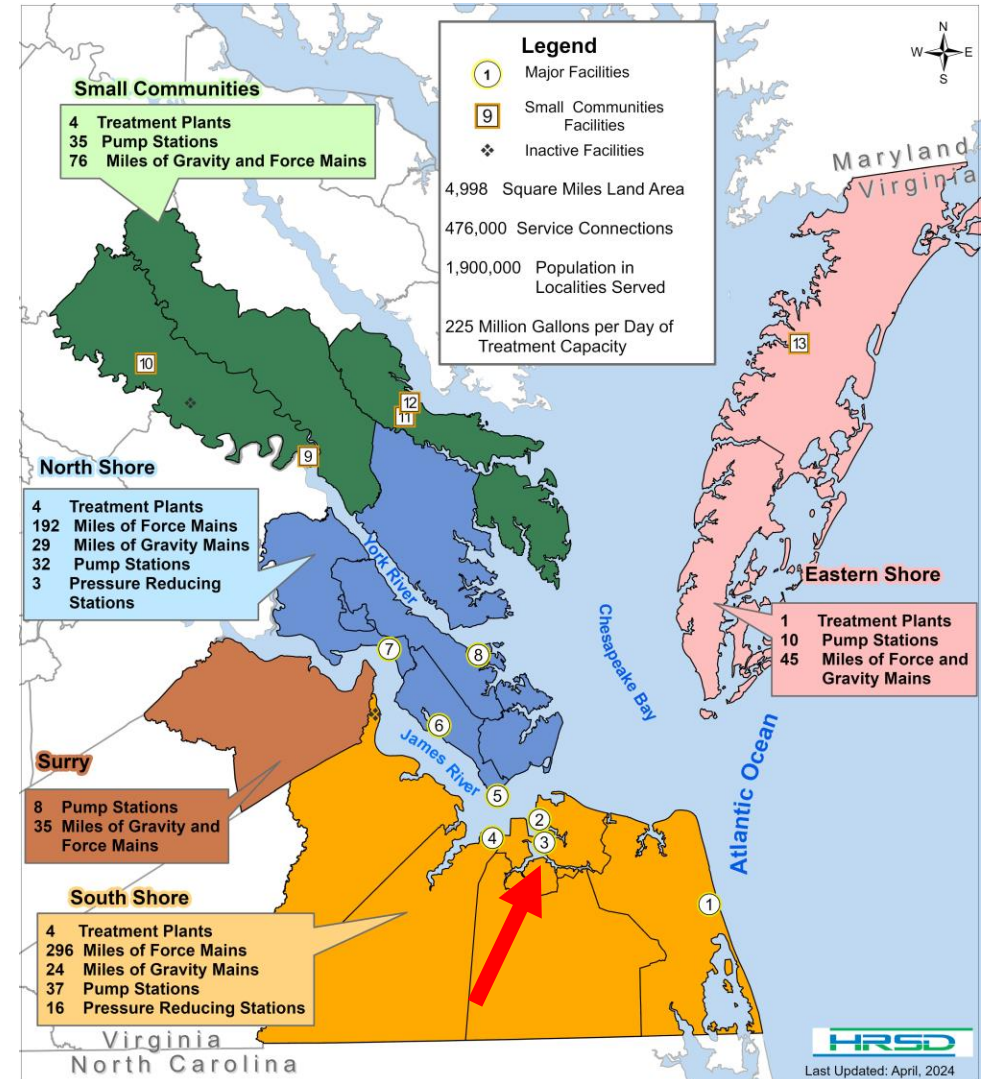 N
W E
S
Legend
1 Major Facilities
9 Small Communities
Facilities
Inactive Facilities
4,998 Square Miles Land Area
476,000 Service Connections
1,900,000 Population in
Localities Served
225 Million Gallons per Day of
Treatment Capacity
Small Communities
4 Treatment Plants
35 Pump Stations
76 Miles of Gravity and Force Mains
Maryland
Virginia
13
10
12
11
9
North Shore
4 Treatment Plants
192 Miles of Force Mains
29 Miles of Gravity Mains
32 Pump Stations
3 Pressure Reducing
Stations
York River
Eastern Shore
1 Treatment Plants
10 Pump Stations
45 Miles of Force and
Gravity Mains
Chesapeake Bay
7
8
6
James River
5
2
4
3
1
Atlantic Ocean
Surry
8 Pump Stations
35 Miles of Gravity and
Force Mains
South Shore
4 Treatment Plants
296 Miles of Force Mains
24 Miles of Gravity Mains
37 Pump Stations
16 Pressure Reducing Stations
Virginia
North Carolina
HRSD
Last Updated: April, 2024